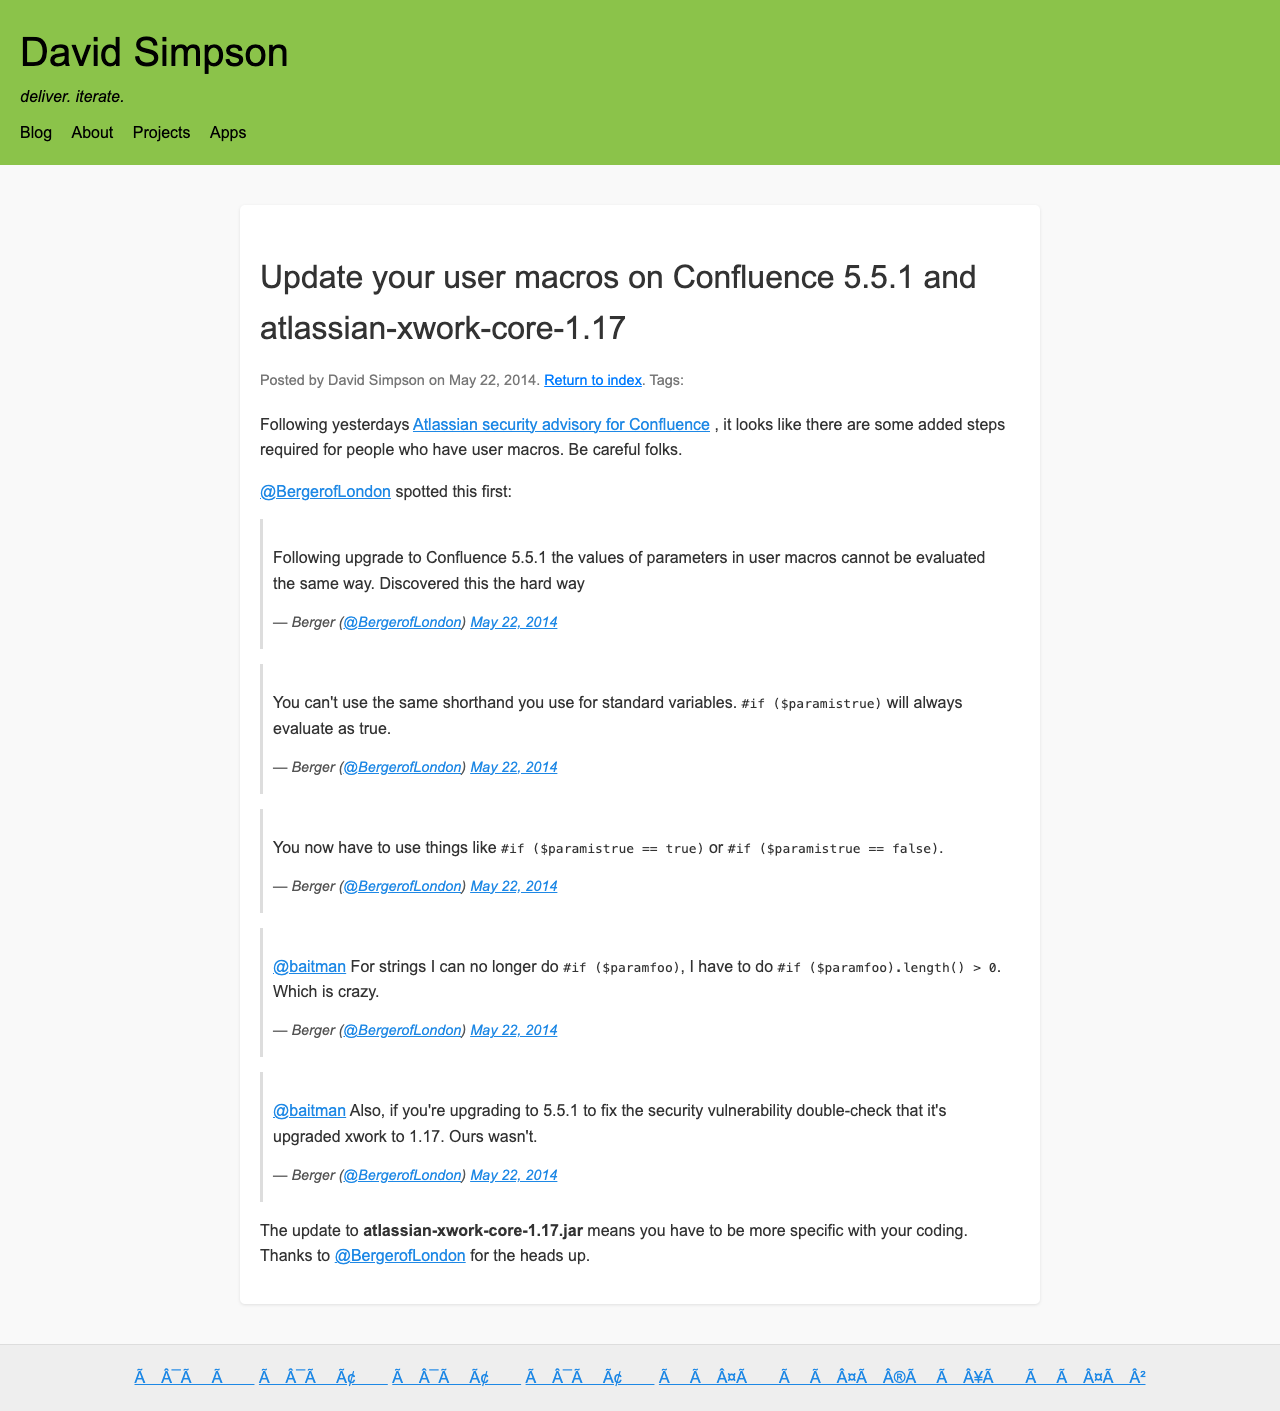 David Simpson
deliver. iterate.
Blog About Projects Apps
Update your user macros on Confluence 5.5.1 and
atlassian-xwork-core-1.17
Posted by David Simpson on May 22, 2014. Return to index. Tags:
Following yesterdays Atlassian security advisory for Confluence , it looks like there are some added steps
required for people who have user macros. Be careful folks.
@BergerofLondon spotted this first:
Following upgrade to Confluence 5.5.1 the values of parameters in user macros cannot be evaluated
the same way. Discovered this the hard way
— Berger (@BergerofLondon) May 22, 2014
You can't use the same shorthand you use for standard variables. #if ($paramistrue) will always
evaluate as true.
— Berger (@BergerofLondon) May 22, 2014
You now have to use things like #if ($paramistrue == true) or #if ($paramistrue == false).
— Berger (@BergerofLondon) May 22, 2014
@baitman For strings I can no longer do #if ($paramfoo), I have to do #if ($paramfoo).length() > 0.
Which is crazy.
— Berger (@BergerofLondon) May 22, 2014
@baitman Also, if you're upgrading to 5.5.1 to fix the security vulnerability double-check that it's
upgraded xwork to 1.17. Ours wasn't.
— Berger (@BergerofLondon) May 22, 2014
The update to atlassian-xwork-core-1.17.jar means you have to be more specific with your coding.
Thanks to @BergerofLondon for the heads up.
Ã Â¯Ã Ã Ã Â¯Ã Ã¢ Ã Â¯Ã Ã¢ Ã Â¯Ã Ã¢ Ã Ã Â¤Ã Ã Ã Â¤Ã Â®Ã Ã Â¥Ã Ã Ã Â¤Ã Â²